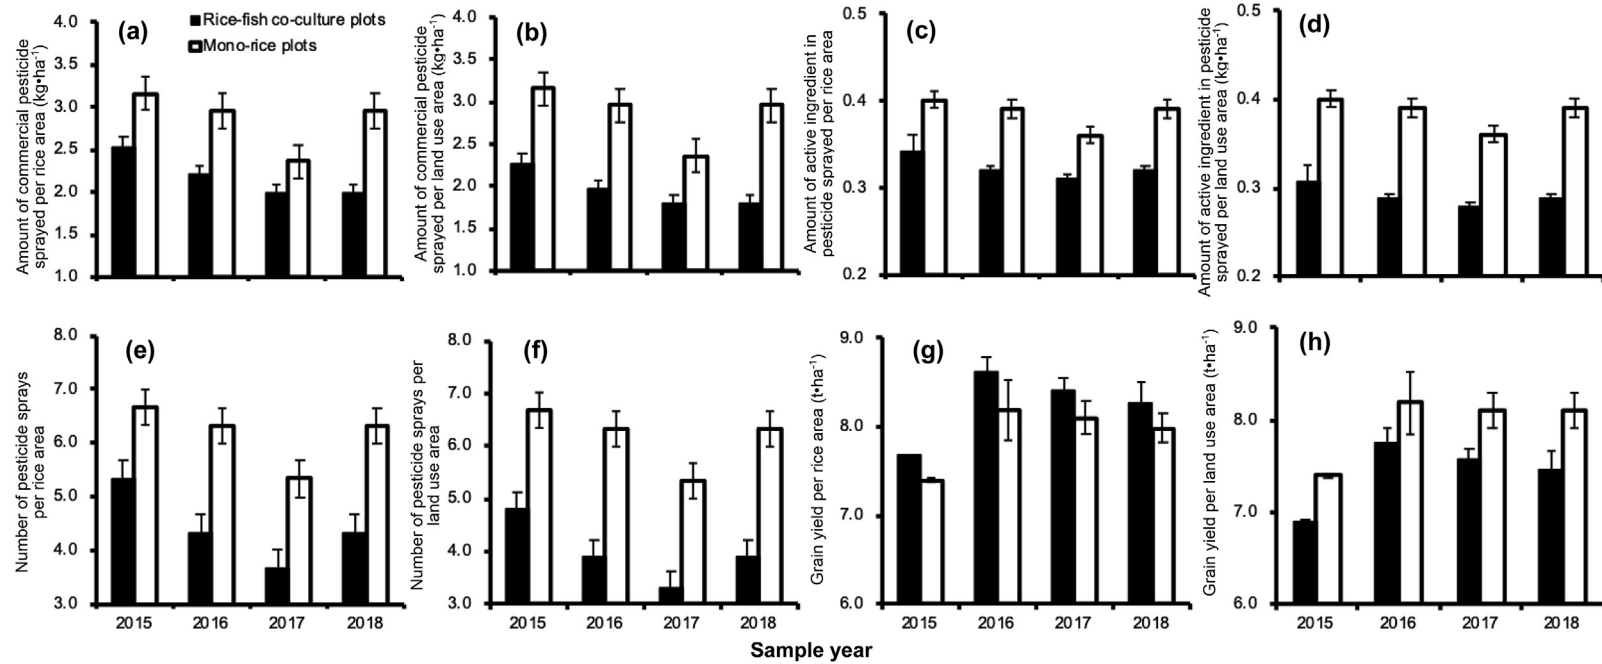 (a)
Rice-fish co-culture plots
Mono-rice plots
Amount of commercial pesticide
sprayed per rice area (kg•ha⁻¹)
4.0
3.5
3.0
2.5
2.0
1.5
1.0
(b)
Amount of commercial pesticide
sprayed per land use area (kg•ha⁻¹)
4.0
3.5
3.0
2.5
2.0
1.5
1.0
(c)
Amount of active ingredient in
pesticide sprayed per rice area
0.5
0.4
0.3
0.2
(d)
Amount of active ingredient in pesticide
sprayed per land use area (kg•ha⁻¹)
0.5
0.4
0.3
0.2
(e)
Number of pesticide sprays
per rice area
8.0
7.0
6.0
5.0
4.0
3.0
2015 2016 2017 2018
(f)
Number of pesticide sprays per
land use area
8.0
7.0
6.0
5.0
4.0
3.0
2015 2016 2017 2018
(g)
Grain yield per rice area (t•ha⁻¹)
9.0
8.0
7.0
6.0
2015 2016 2017 2018
(h)
Grain yield per land use area (t•ha⁻¹)
9.0
8.0
7.0
6.0
2015 2016 2017 2018
Sample year